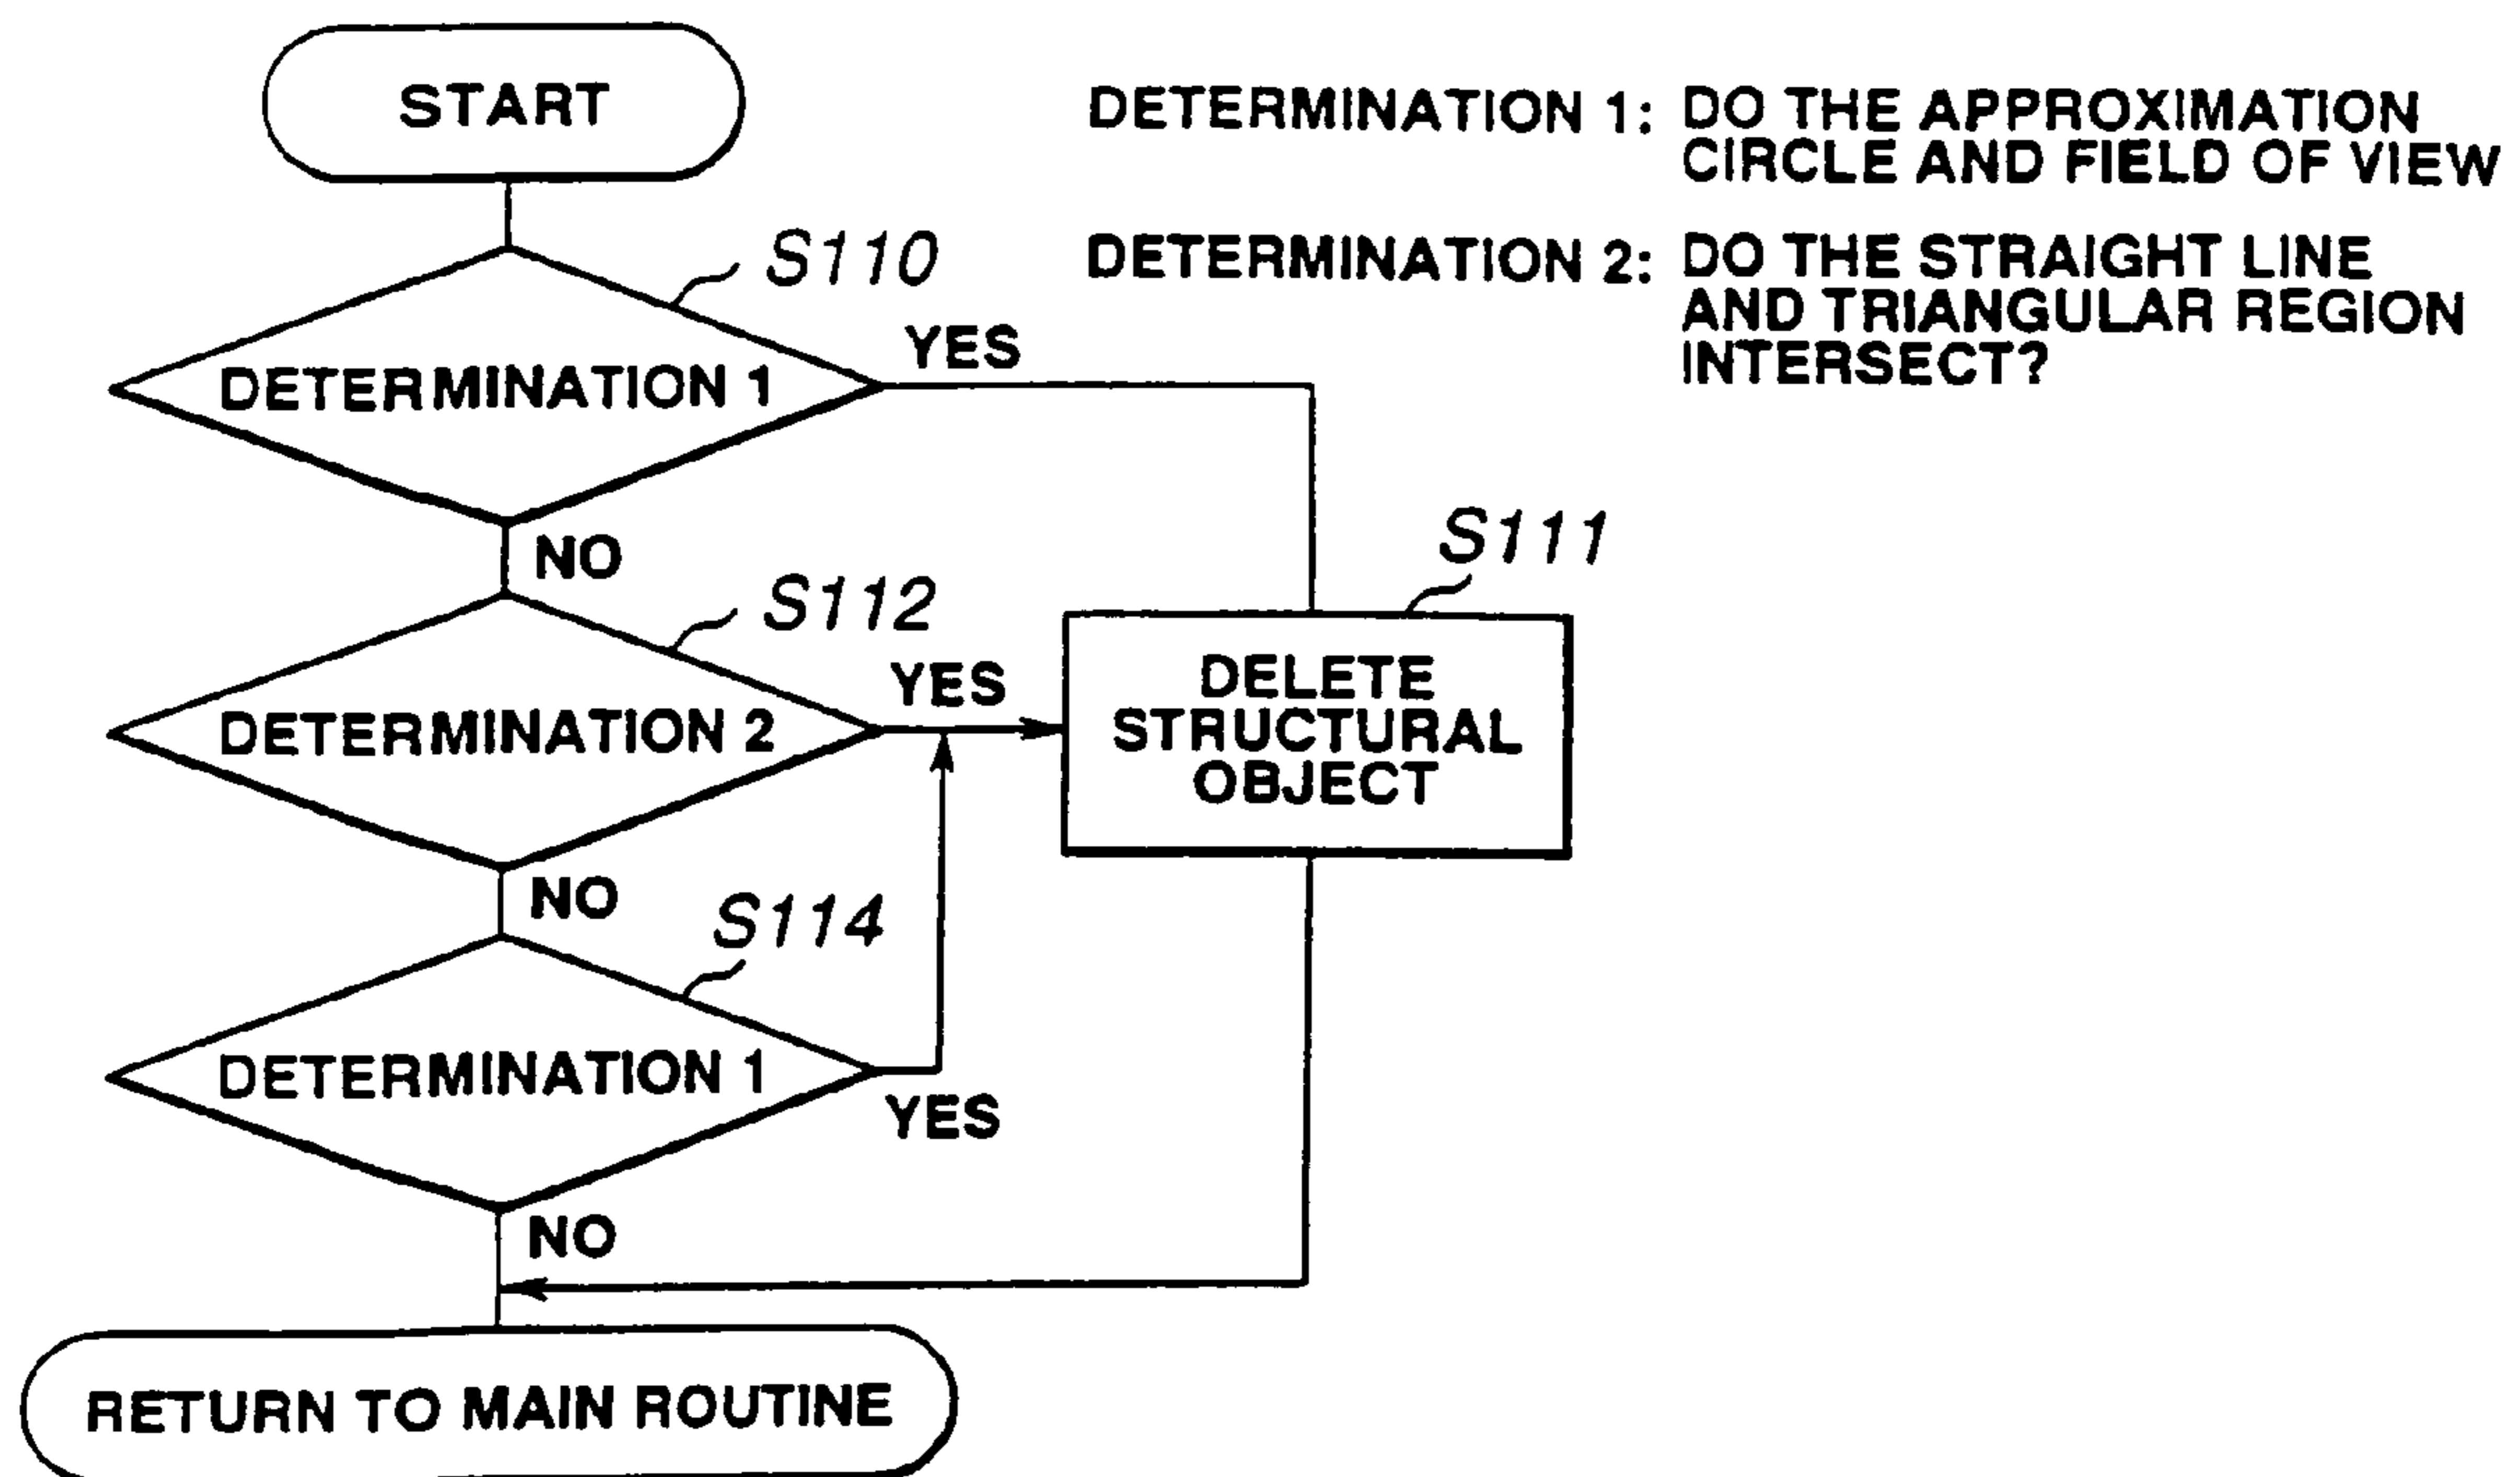 START
DETERMINATION 1: DO THE APPROXIMATION
CIRCLE AND FIELD OF VIEW
DETERMINATION 2: DO THE STRAIGHT LINE
AND TRIANGULAR REGION
INTERSECT?
S110
DETERMINATION 1
YES
NO
S111
S112
DETERMINATION 2
YES
DELETE
STRUCTURAL
OBJECT
NO
S114
DETERMINATION 1
YES
NO
RETURN TO MAIN ROUTINE